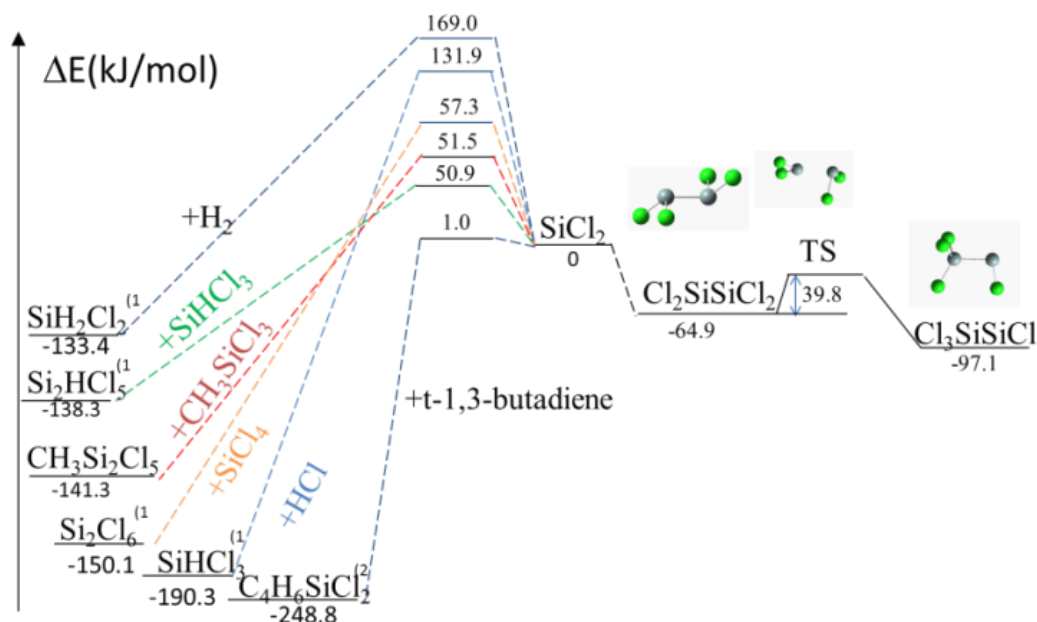 ΔE(kJ/mol)
169.0
131.9
57.3
51.5
50.9
1.0
+H₂
+SiHCl₃
+CH₃SiCl₃
+SiCl₄
+HCl
+t-1,3-butadiene
SiH₂Cl₂⁽¹
-133.4
Si₂HCl₅⁽¹
-138.3
CH₃Si₂Cl₅
-141.3
Si₂Cl₆⁽¹
-150.1
SiHCl₃⁽¹
-190.3
C₄H₆SiCl₂⁽²
-248.8
SiCl₂
0
Cl₂SiSiCl₂
-64.9
TS
39.8
Cl₃SiSiCl
-97.1